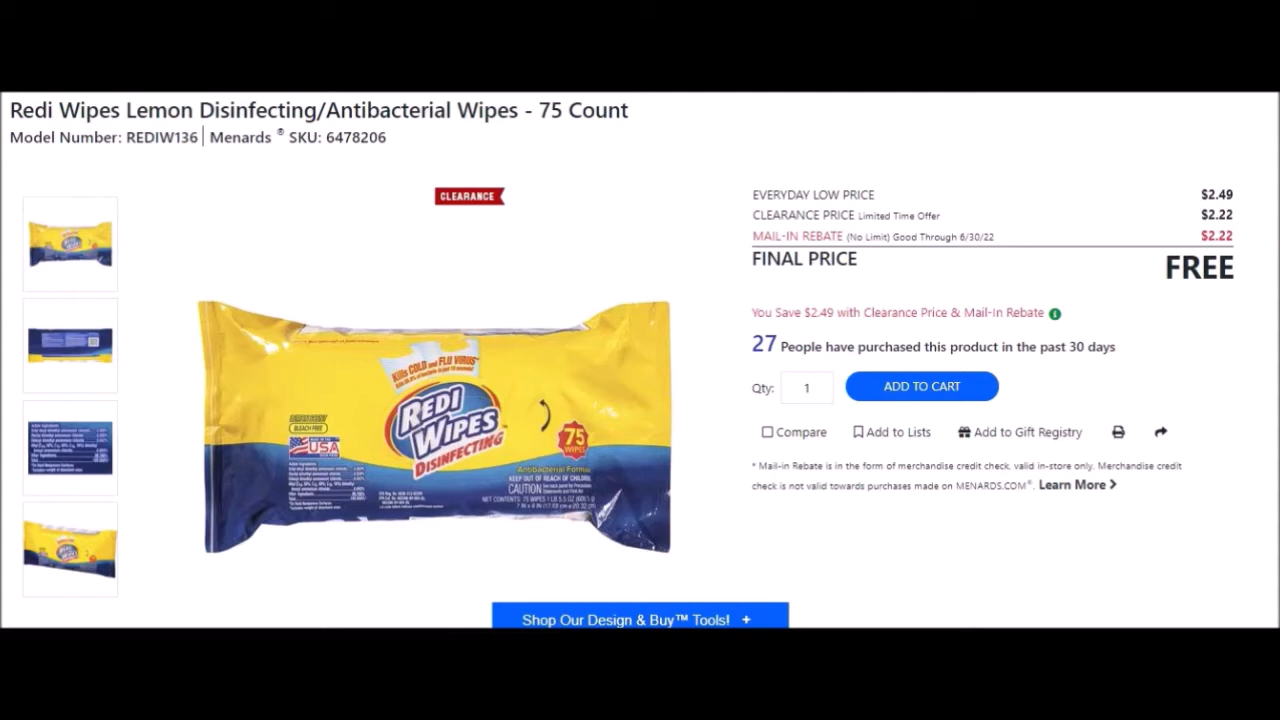 Redi Wipes Lemon Disinfecting/Antibacterial Wipes - 75 Count
Model Number: REDIW136 | Menards ® SKU: 6478206
CLEARANCE
EVERYDAY LOW PRICE $2.49
CLEARANCE PRICE Limited Time Offer $2.22
MAIL-IN REBATE (No Limit) Good Through 6/30/22 $2.22
FINAL PRICE FREE
You Save $2.49 with Clearance Price & Mail-In Rebate
27 People have purchased this product in the past 30 days
Qty: 1 ADD TO CART
Compare Add to Lists Add to Gift Registry
* Mail-in Rebate is in the form of merchandise credit check, valid in-store only. Merchandise credit
check is not valid towards purchases made on MENARDS.COM®. Learn More
Kills COLD and FLU VIRUS
REDI
WIPES
DISINFECTING
BLEACH FREE
MADE IN THE
USA
75
WIPES
Antibacterial Formula
KEEP OUT OF REACH OF CHILDREN
CAUTION
Shop Our Design & Buy™ Tools! +